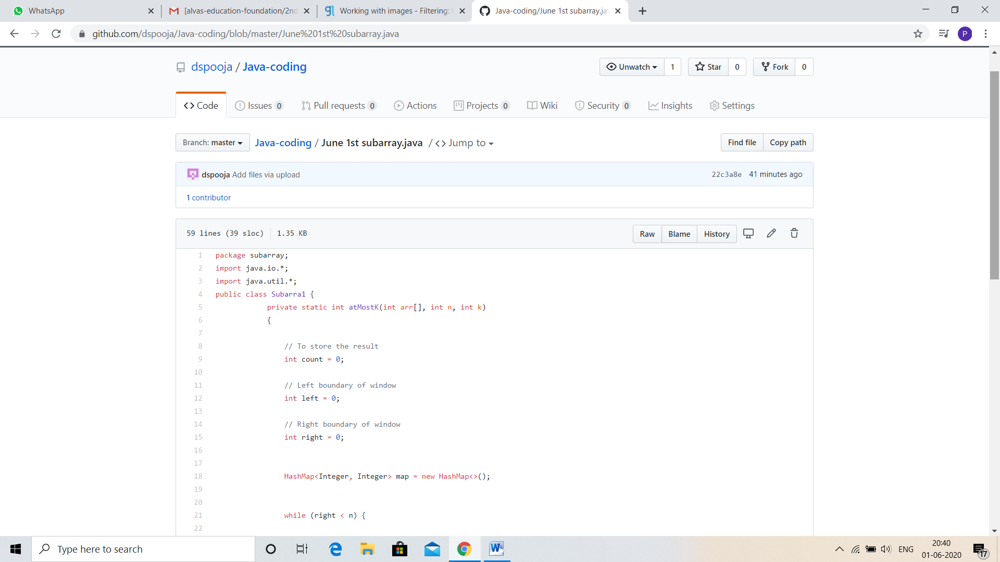 WhatsApp
[alvas-education-foundation/2nd
Working with images - Filtering:
Java-coding/June 1st subarray.jav
github.com/dspooja/Java-coding/blob/master/June%201st%20subarray.java
P
dspooja / Java-coding
Unwatch 1 Star 0 Fork 0
Code Issues 0 Pull requests 0 Actions Projects 0 Wiki Security 0 Insights Settings
Branch: master Java-coding / June 1st subarray.java / <> Jump to Find file Copy path
dspooja Add files via upload 22c3a8e 41 minutes ago
1 contributor
59 lines (39 sloc) 1.35 KB Raw Blame History
1 package subarray;
2 import java.io.*;
3 import java.util.*;
4 public class Subarra1 {
5 private static int atMostK(int arr[], int n, int k)
6 {
7
8 // To store the result
9 int count = 0;
10
11 // Left boundary of window
12 int left = 0;
13
14 // Right boundary of window
15 int right = 0;
16
17
18 HashMap<Integer, Integer> map = new HashMap<>();
19
20
21 while (right < n) {
22
Type here to search
ENG
20:40
01-06-2020
17